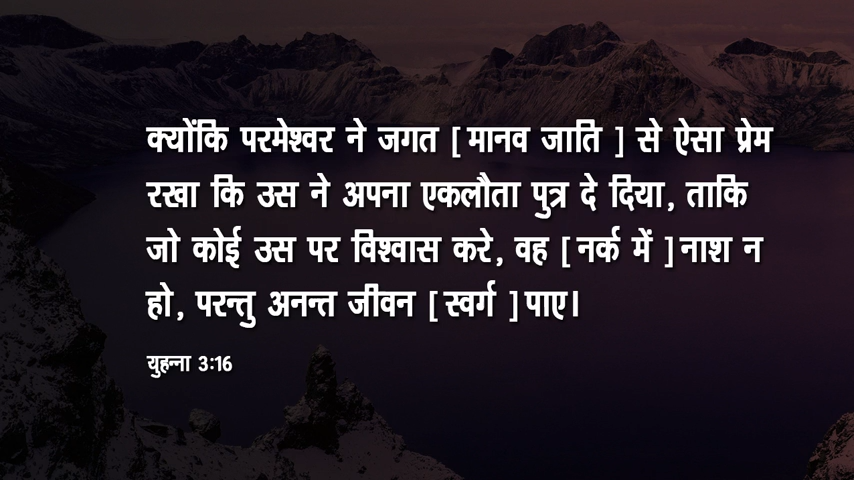 क्योंकि परमेश्वर ने जगत [ मानव जाति ] से ऐसा प्रेम
रखा कि उस ने अपना एकलौता पुत्र दे दिया, ताकि
जो कोई उस पर विश्वास करे, वह [ नर्क में ] नाश न
हो, परन्तु अनन्त जीवन [ स्वर्ग ] पाए।
युहन्ना 3:16